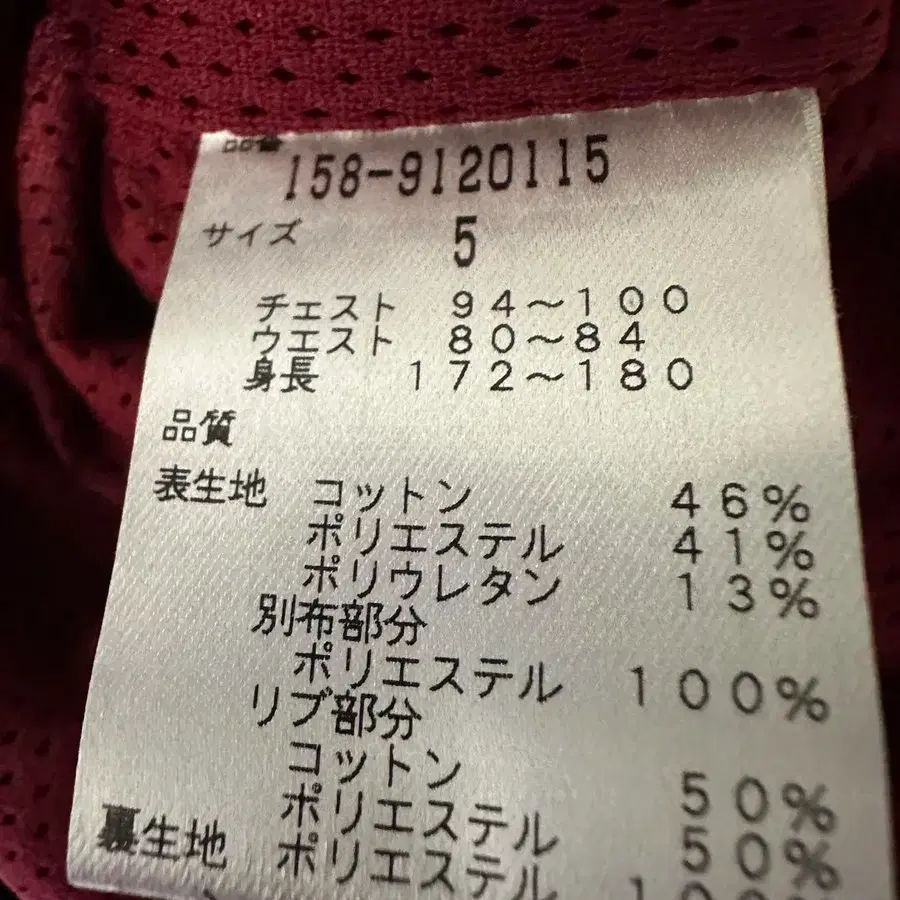 品番
158-9120115
サイズ 5
チェスト 94～100
ウエスト 80～84
身長 172～180
品質
表生地 コットン 46%
ポリエステル 41%
ポリウレタン 13%
別布部分
ポリエステル 100%
リブ部分
コットン 50%
ポリエステル 50%
裏生地 ポリエステル 100%